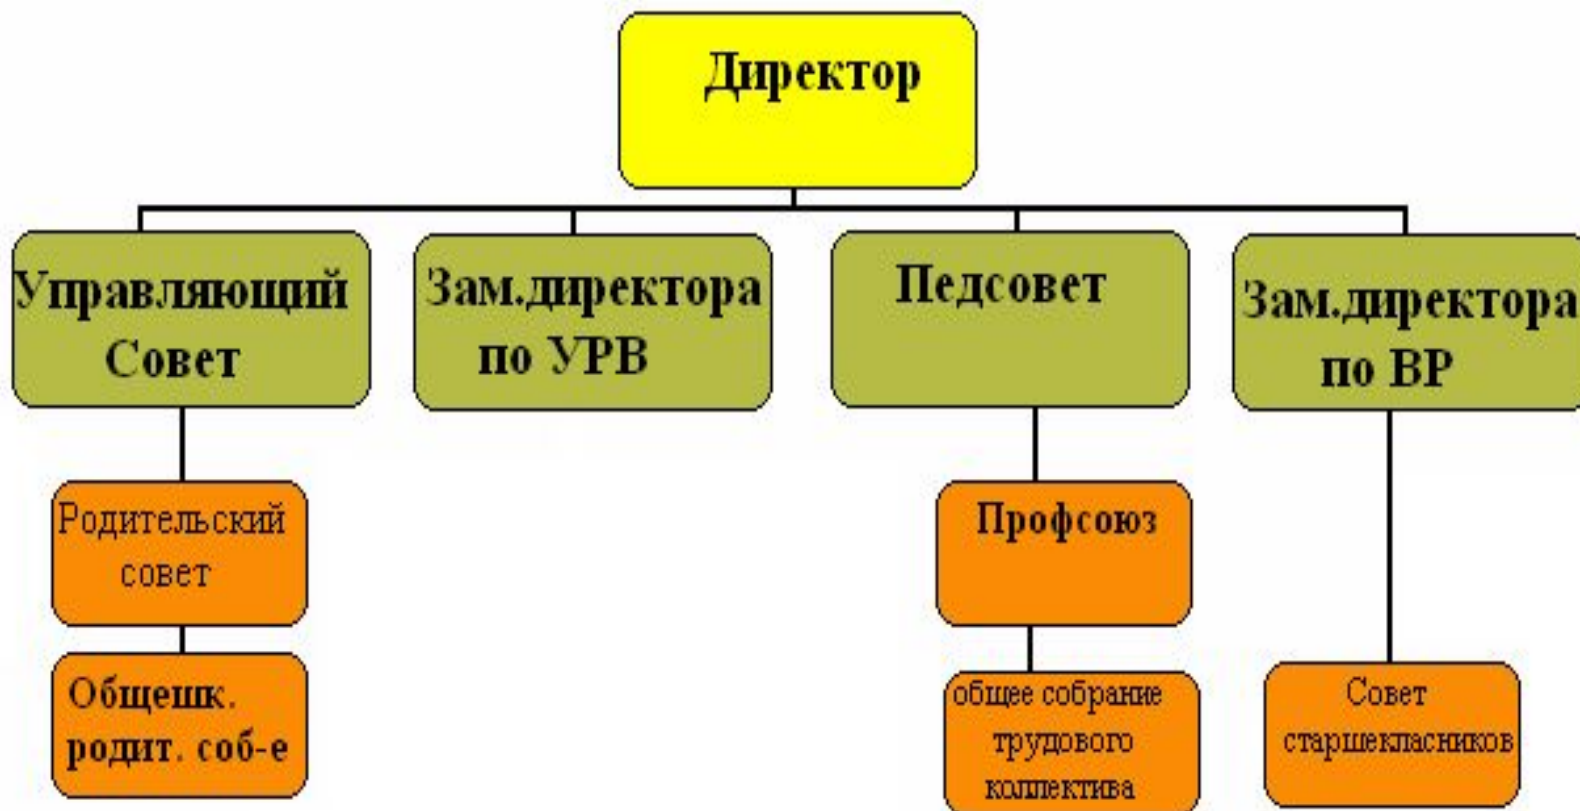 Директор
Управляющий
Совет
Зам.директора
по УРВ
Педсовет
Зам.директора
по ВР
Родительский
совет
Профсоюз
Общешк.
родит. соб-е
общее собрание
трудового
коллектива
Совет
старшекласников